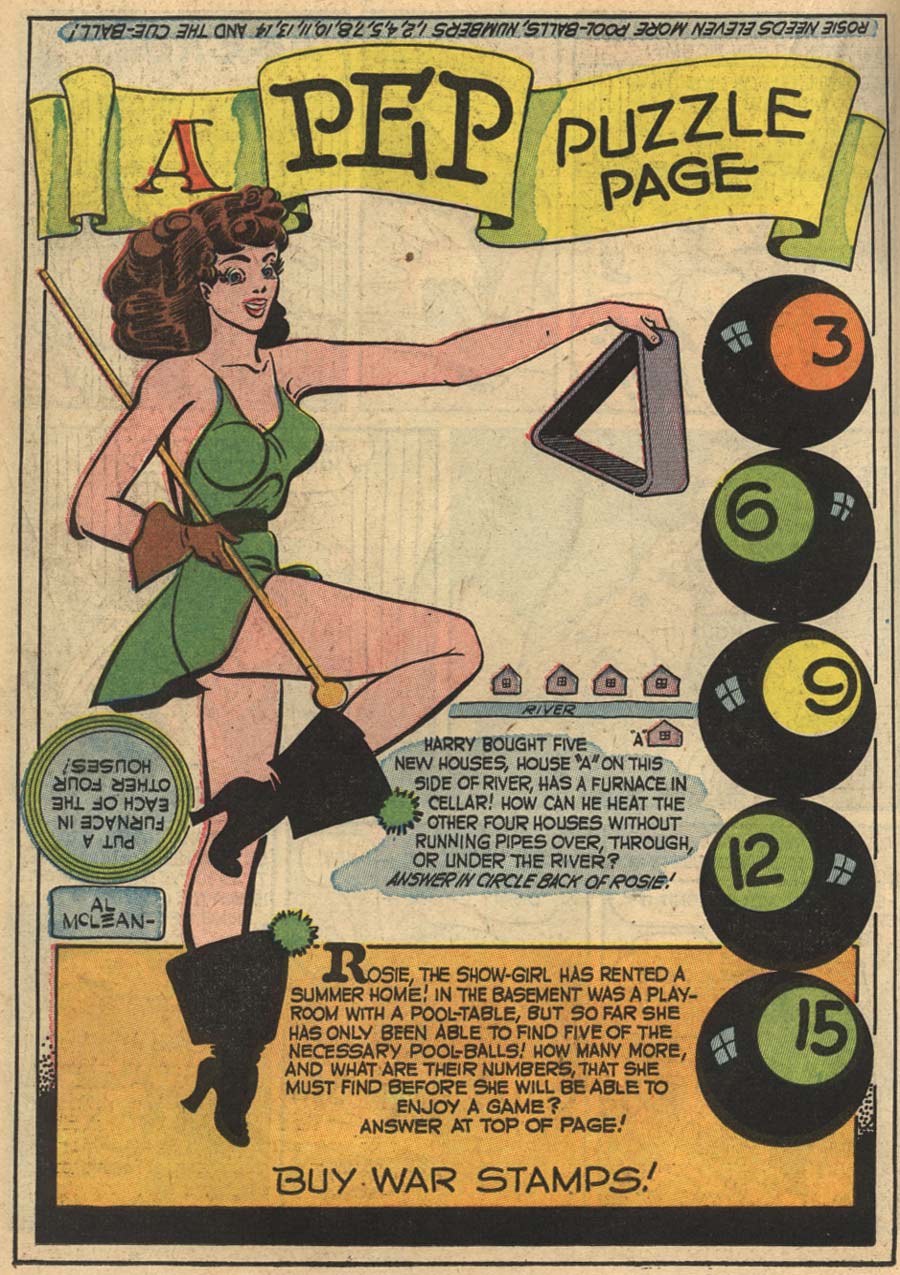 ROSIE NEEDS ELEVEN MORE POOL-BALLS, NUMBERS 1, 2, 4, 5, 7, 8, 10, 11, 13, 14 AND THE CUE-BALL!
A PEP PUZZLE
PAGE
3
6
9
12
15
RIVER
"A"
HARRY BOUGHT FIVE
NEW HOUSES, HOUSE "A" ON THIS
SIDE OF RIVER, HAS A FURNACE IN
CELLAR! HOW CAN HE HEAT THE
OTHER FOUR HOUSES WITHOUT
RUNNING PIPES OVER, THROUGH,
OR UNDER THE RIVER?
ANSWER IN CIRCLE BACK OF ROSIE!
PUT A
FURNACE IN
EACH OF THE
OTHER FOUR
HOUSES!
AL
MCLEAN-
ROSIE, THE SHOW-GIRL HAS RENTED A
SUMMER HOME! IN THE BASEMENT WAS A PLAY-
ROOM WITH A POOL-TABLE, BUT SO FAR SHE
HAS ONLY BEEN ABLE TO FIND FIVE OF THE
NECESSARY POOL-BALLS! HOW MANY MORE,
AND WHAT ARE THEIR NUMBERS, THAT SHE
MUST FIND BEFORE SHE WILL BE ABLE TO
ENJOY A GAME?
ANSWER AT TOP OF PAGE!
BUY WAR STAMPS!